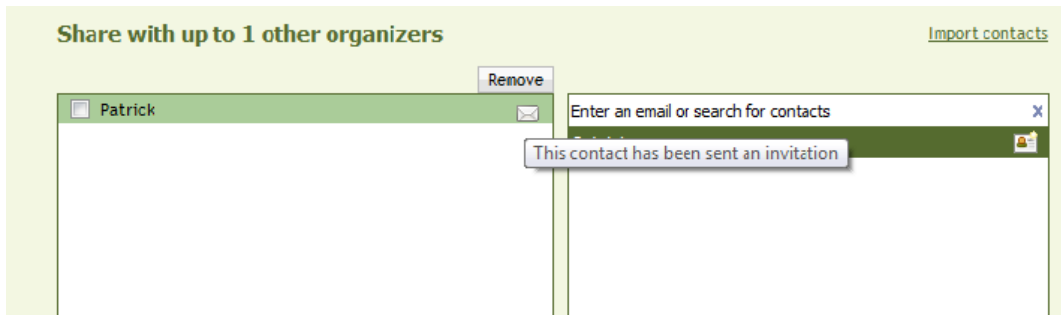 Share with up to 1 other organizers
Import contacts
Remove
Patrick
Enter an email or search for contacts
This contact has been sent an invitation